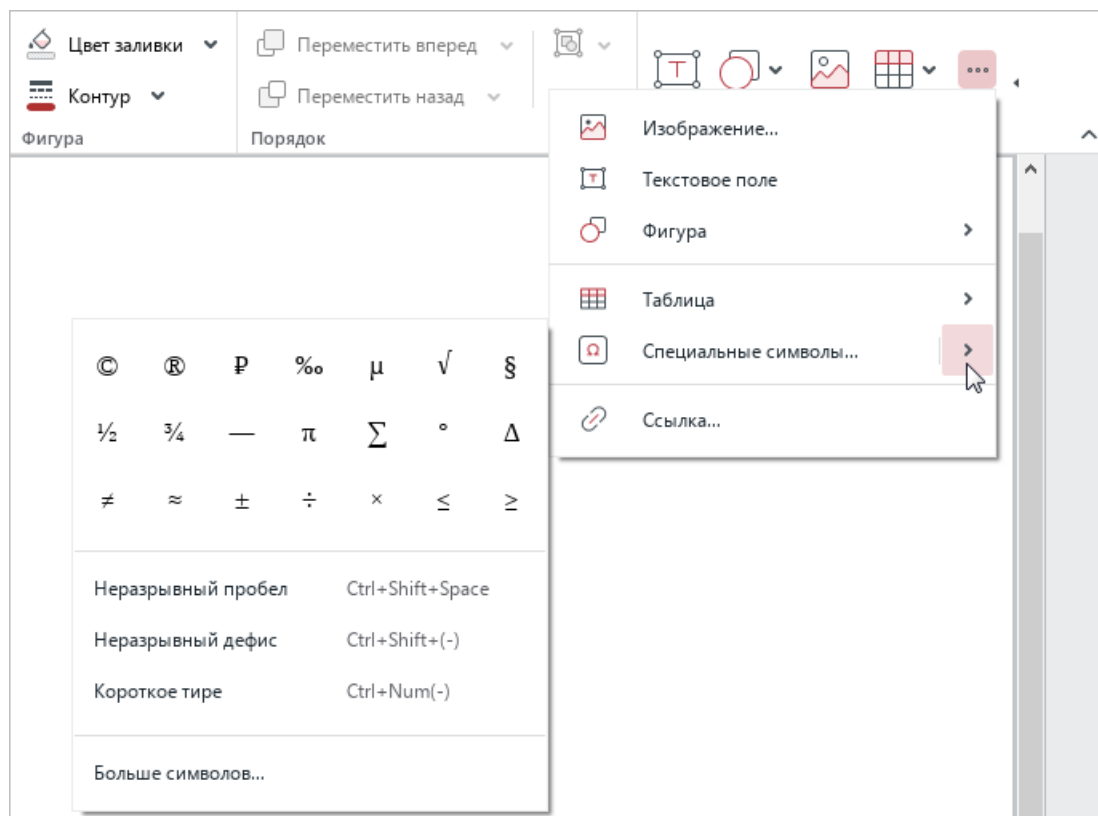 Цвет заливки
Контур
Фигура
Переместить вперед
Переместить назад
Порядок
Изображение...
Текстовое поле
Фигура
Таблица
Специальные символы...
Ссылка...
© ® ₽ ‰ µ √ §
½ ¾ — π ∑ ° Δ
≠ ≈ ± ÷ × ≤ ≥
Неразрывный пробел Ctrl+Shift+Space
Неразрывный дефис Ctrl+Shift+(-)
Короткое тире Ctrl+Num(-)
Больше символов...